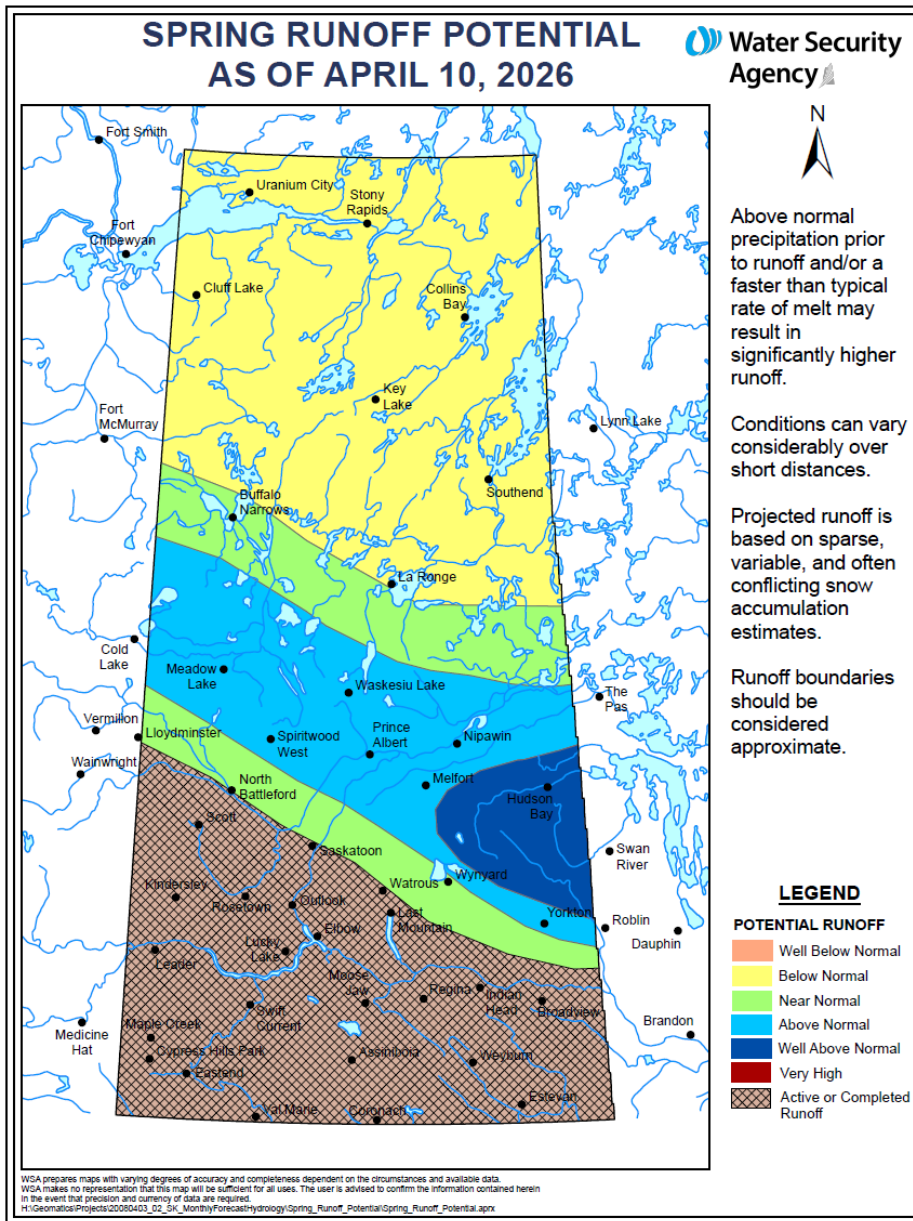 SPRING RUNOFF POTENTIAL
AS OF APRIL 10, 2026
Water Security
Agency
N
Above normal
precipitation prior
to runoff and/or a
faster than typical
rate of melt may
result in
significantly higher
runoff.
Conditions can vary
considerably over
short distances.
Projected runoff is
based on sparse,
variable, and often
conflicting snow
accumulation
estimates.
Runoff boundaries
should be
considered
approximate.
Fort Smith
Uranium City
Stony
Rapids
Fort
Chipewyan
Cluff Lake
Collins
Bay
Key
Lake
Fort
McMurray
Lynn Lake
Southend
Buffalo
Narrows
La Ronge
Cold
Lake
Meadow
Lake
Waskesiu Lake
The
Pas
Vermilion
Lloydminster
Spiritwood
West
Prince
Albert
Nipawin
Wainwright
North
Battleford
Melfort
Hudson
Bay
Scott
Saskatoon
Swan
River
Kindersley
Rosetown
Outlook
Watrous
Wynyard
Last
Mountain
Yorkton
Roblin
Dauphin
Elbow
Lucky
Lake
Leader
Moose
Jaw
Regina
Indian
Head
Broadview
Swift
Current
Medicine
Hat
Maple Creek
Brandon
Cypress Hills Park
Assiniboia
Weyburn
Eastend
Val Marie
Coronach
Estevan
LEGEND
POTENTIAL RUNOFF
Well Below Normal
Below Normal
Near Normal
Above Normal
Well Above Normal
Very High
Active or Completed
Runoff
WSA prepares maps with varying degrees of accuracy and completeness dependent on the circumstances and available data.
WSA makes no representation that this map will be sufficient for all uses. The user is advised to confirm the information contained herein
in the event that precision and currency of data are required.
H:\Geomatics\Projects\20080403_02_SK_MonthlyForecastHydrology\Spring_Runoff_Potential\Spring_Runoff_Potential.aprx